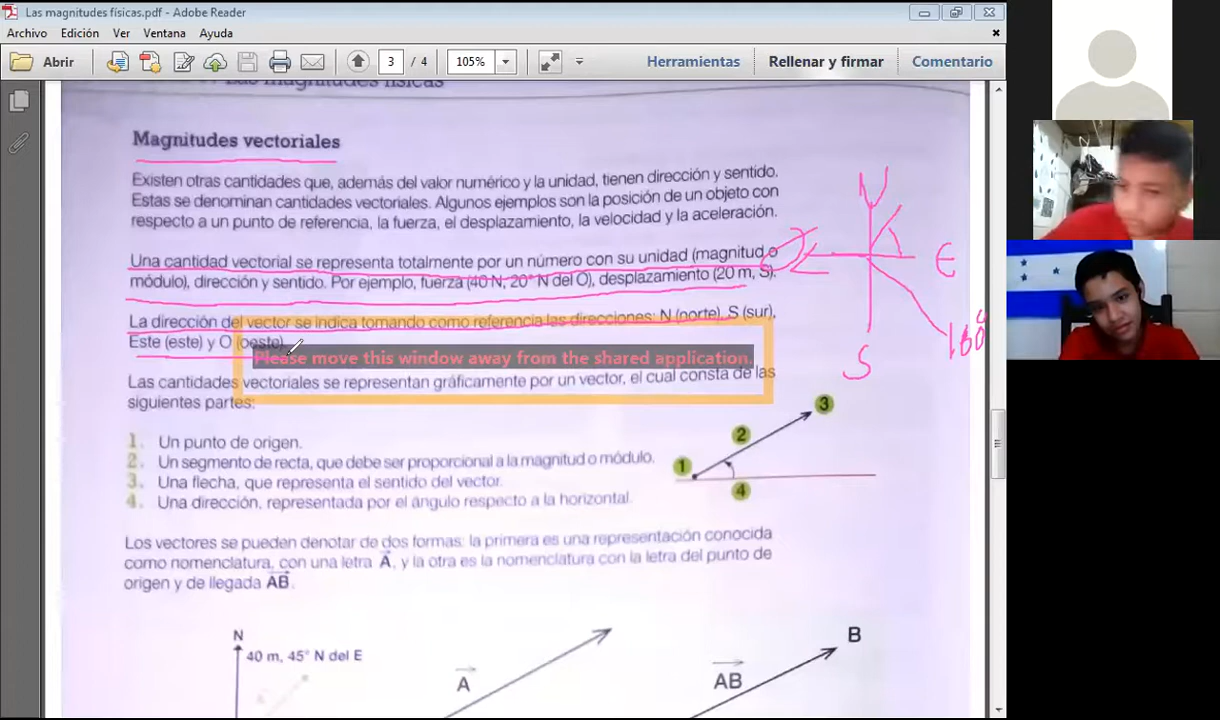 Las magnitudes físicas.pdf - Adobe Reader
Archivo Edición Ver Ventana Ayuda
Abrir 3 / 4 105% Herramientas Rellenar y firmar Comentario
Las magnitudes físicas
Magnitudes vectoriales
Existen otras cantidades que, además del valor numérico y la unidad, tienen dirección y sentido.
Estas se denominan cantidades vectoriales. Algunos ejemplos son la posición de un objeto con
respecto a un punto de referencia, la fuerza, el desplazamiento, la velocidad y la aceleración.
Una cantidad vectorial se representa totalmente por un número con su unidad (magnitud o
módulo), dirección y sentido. Por ejemplo, fuerza (40 N, 20° N del O), desplazamiento (20 m, S).
La dirección del vector se indica tomando como referencia las direcciones: N (norte), S (sur),
Este (este) y O (oeste).
Please move this window away from the shared application.
Las cantidades vectoriales se representan gráficamente por un vector, el cual consta de las
siguientes partes:
1. Un punto de origen.
2. Un segmento de recta, que debe ser proporcional a la magnitud o módulo.
3. Una flecha, que representa el sentido del vector.
4. Una dirección, representada por el ángulo respecto a la horizontal.
E
S
180°
3
2
1
4
Los vectores se pueden denotar de dos formas: la primera es una representación conocida
como nomenclatura, con una letra A, y la otra es la nomenclatura con la letra del punto de
origen y de llegada AB.
N
40 m, 45° N del E
A
AB
B